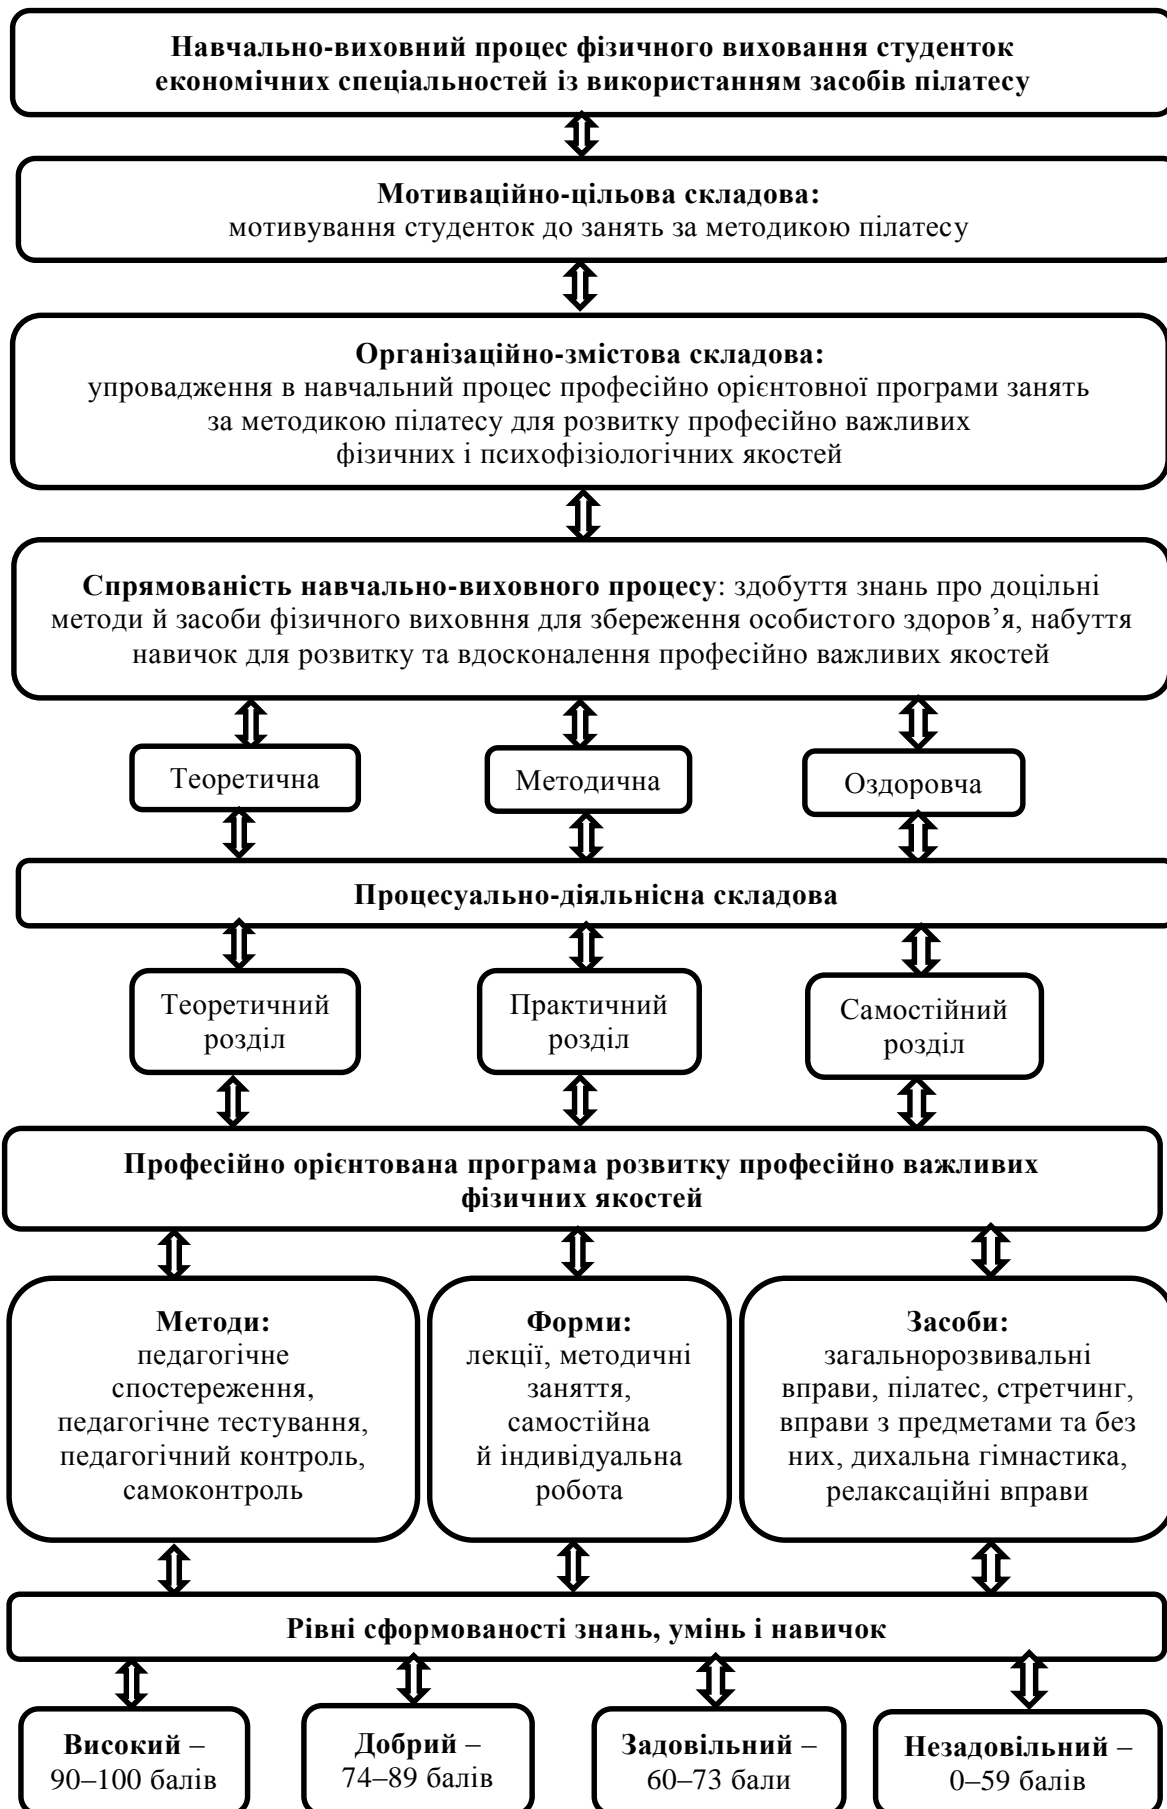 Навчально-виховний процес фізичного виховання студенток
економічних спеціальностей із використанням засобів пілатесу
Мотиваційно-цільова складова:
мотивування студенток до занять за методикою пілатесу
Організаційно-змістова складова:
упровадження в навчальний процес професійно орієнтовної програми занять
за методикою пілатесу для розвитку професійно важливих
фізичних і психофізіологічних якостей
Спрямованість навчально-виховного процесу: здобуття знань про доцільні
методи й засоби фізичного виховння для збереження особистого здоров’я, набуття
навичок для розвитку та вдосконалення професійно важливих якостей
Теоретична
Методична
Оздоровча
Процесуально-діяльнісна складова
Теоретичний
розділ
Практичний
розділ
Самостійний
розділ
Професійно орієнтована програма розвитку професійно важливих
фізичних якостей
Методи:
педагогічне
спостереження,
педагогічне тестування,
педагогічний контроль,
самоконтроль
Форми:
лекції, методичні
заняття,
самостійна
й індивідуальна
робота
Засоби:
загальнорозвивальні
вправи, пілатес, стретчинг,
вправи з предметами та без
них, дихальна гімнастика,
релаксаційні вправи
Рівні сформованості знань, умінь і навичок
Високий –
90–100 балів
Добрий –
74–89 балів
Задовільний –
60–73 бали
Незадовільний –
0–59 балів